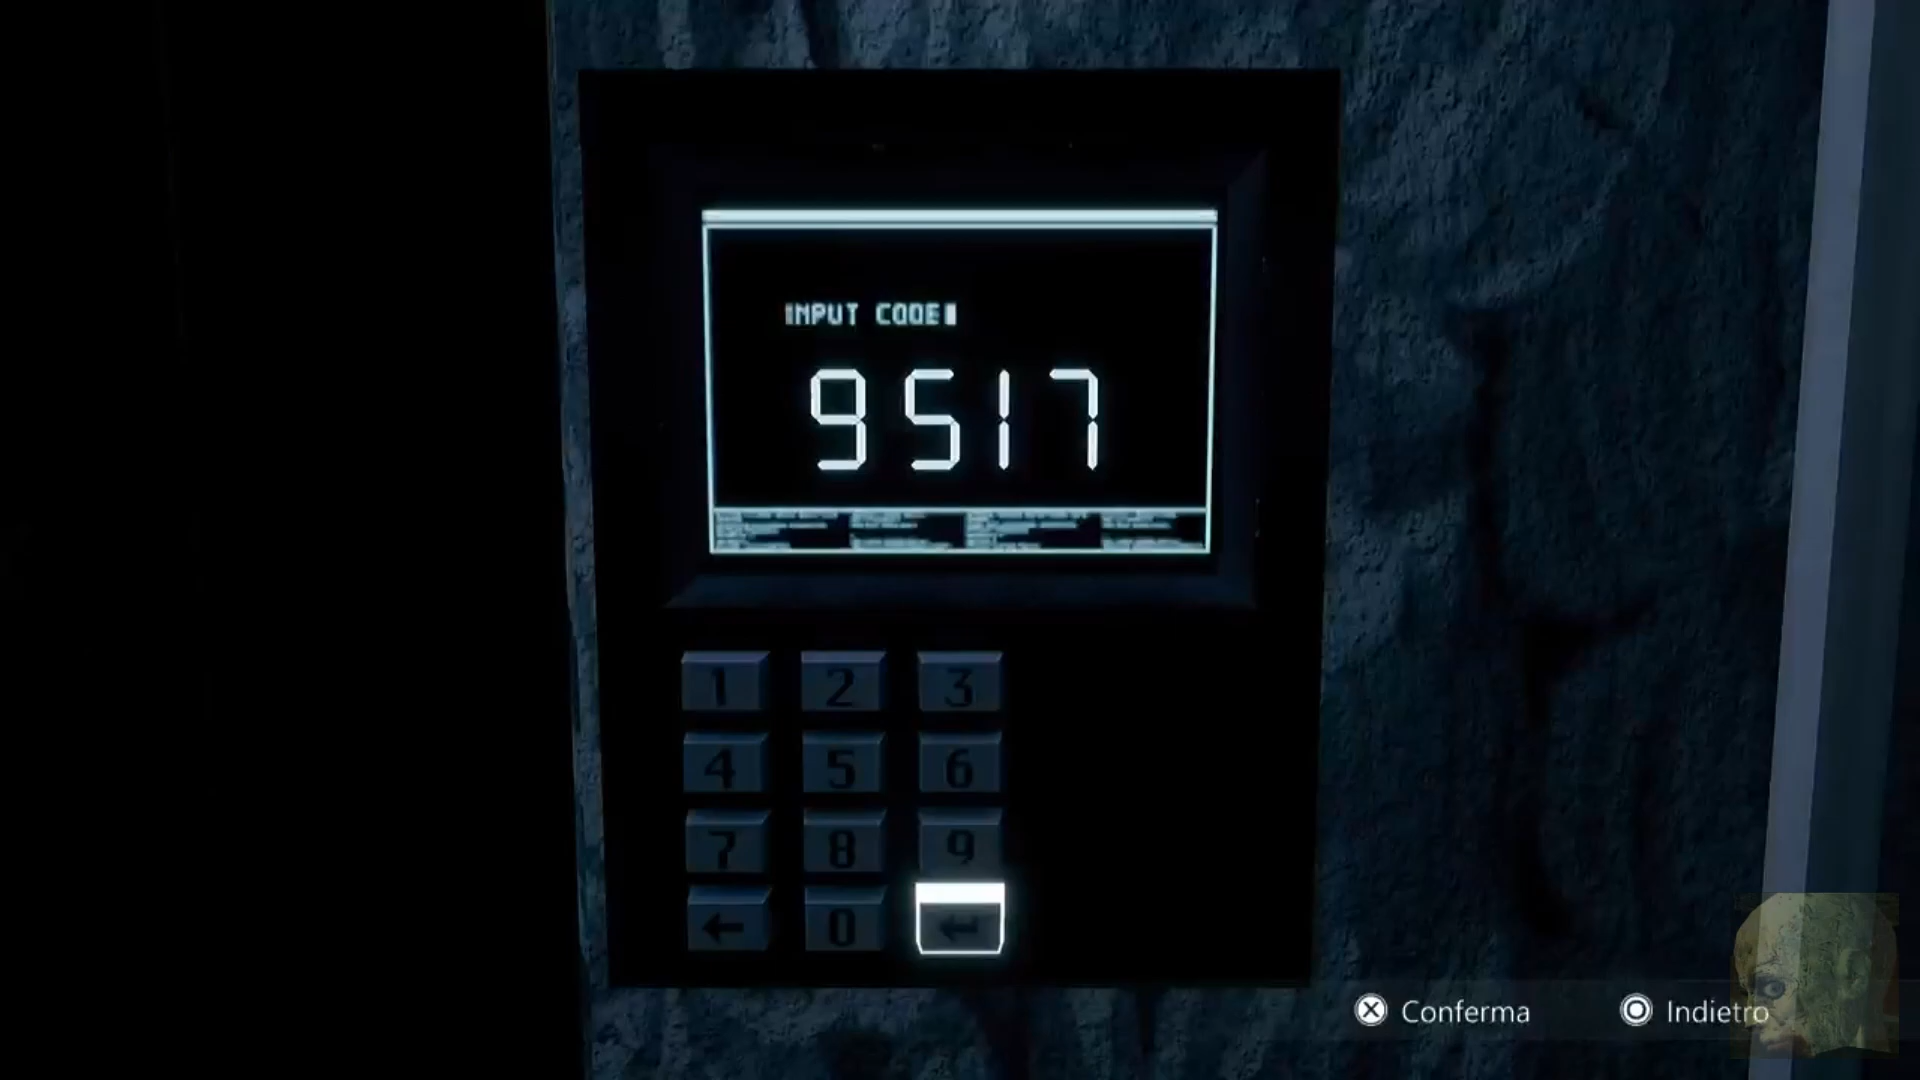 INPUT CODE
9517
1 2 3
4 5 6
7 8 9
← 0 ↵
Conferma Indietro